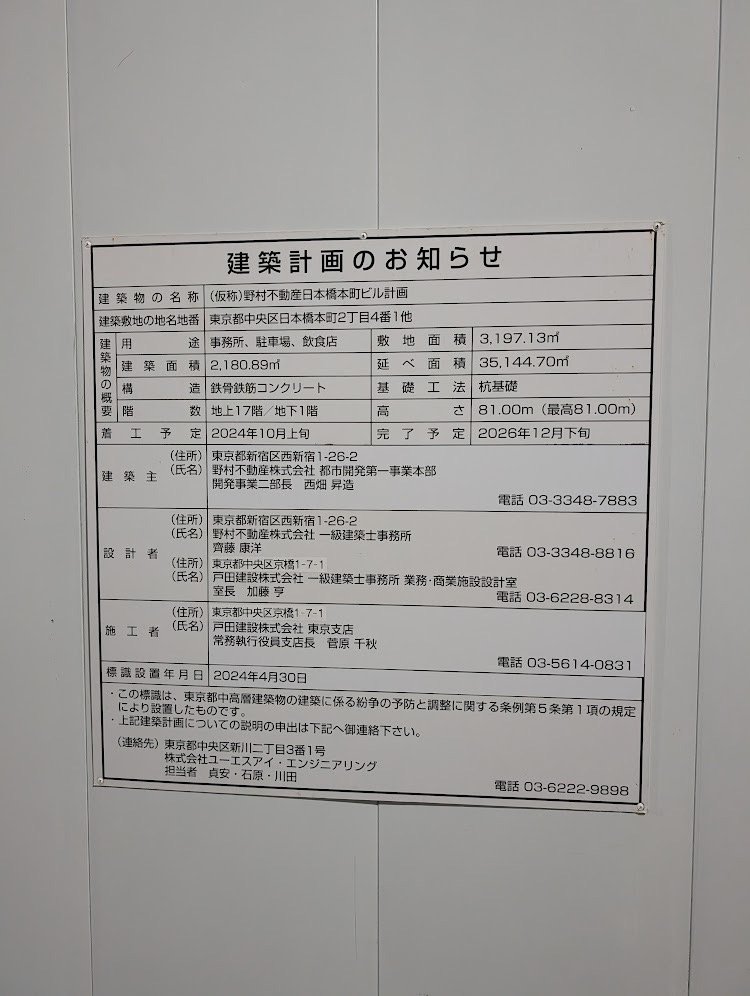 建築計画のお知らせ
建築物の名称 (仮称)野村不動産日本橋本町ビル計画
建築敷地の地名地番 東京都中央区日本橋本町2丁目4番1他
建築物の概要
用途 事務所、駐車場、飲食店 敷地面積 3,197.13㎡
建築面積 2,180.89㎡ 延べ面積 35,144.70㎡
構造 鉄骨鉄筋コンクリート 基礎工法 杭基礎
階数 地上17階/地下1階 高さ 81.00m(最高81.00m)
着工予定 2024年10月上旬 完了予定 2026年12月下旬
建築主 (住所) 東京都新宿区西新宿1-26-2
(氏名) 野村不動産株式会社 都市開発第一事業本部
開発事業二部長 西畑 昇造
電話 03-3348-7883
設計者 (住所) 東京都新宿区西新宿1-26-2
(氏名) 野村不動産株式会社 一級建築士事務所
齊藤 康洋
電話 03-3348-8816
(住所) 東京都中央区京橋1-7-1
(氏名) 戸田建設株式会社 一級建築士事務所 業務・商業施設設計室
室長 加藤 亨
電話 03-6228-8314
施工者 (住所) 東京都中央区京橋1-7-1
(氏名) 戸田建設株式会社 東京支店
常務執行役員支店長 菅原 千秋
電話 03-5614-0831
標識設置年月日 2024年4月30日
・この標識は、東京都中高層建築物の建築に係る紛争の予防と調整に関する条例第5条第1項の規定
により設置したものです。
・上記建築計画についての説明の申出は下記へ御連絡下さい。
(連絡先) 東京都中央区新川二丁目3番1号
株式会社ユーエスアイ・エンジニアリング
担当者 貞安・石原・川田
電話 03-6222-9898